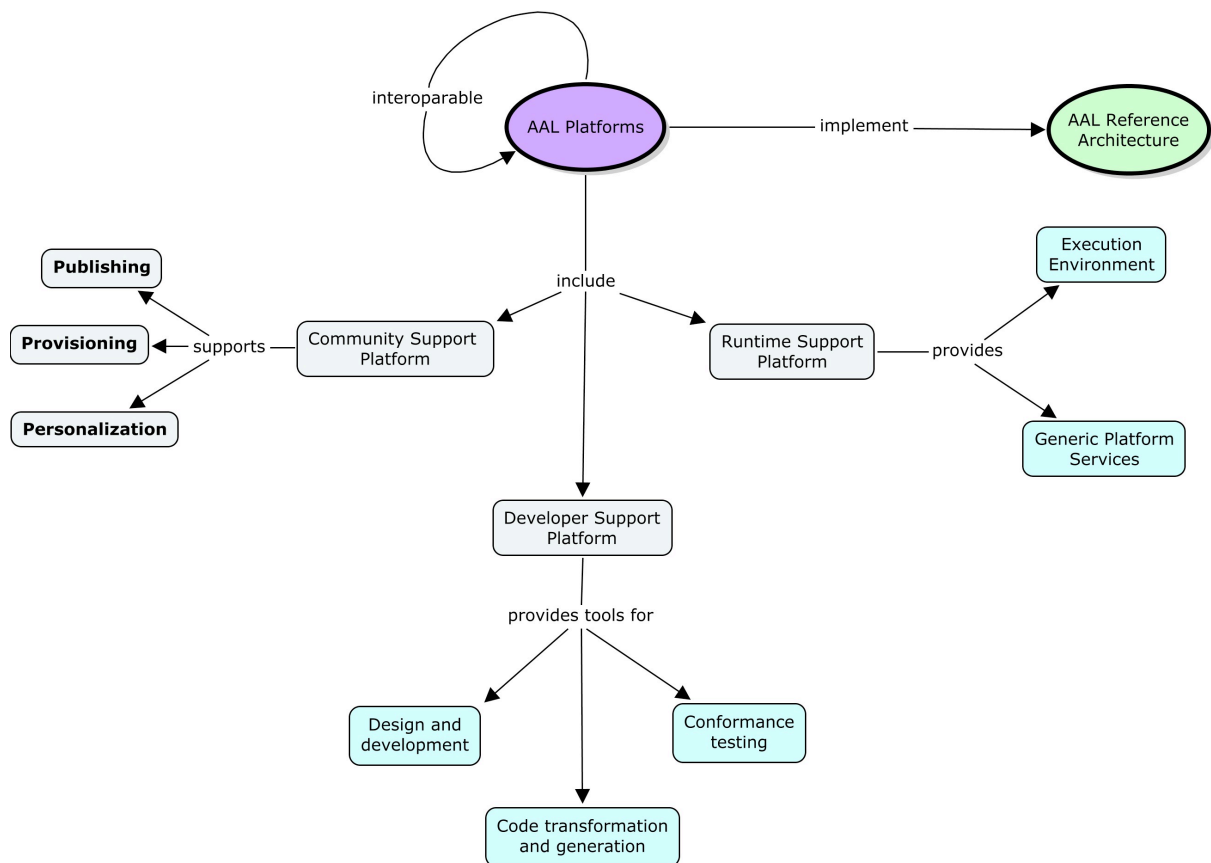 interoparable
AAL Platforms
implement
AAL Reference
Architecture
include
Publishing
Provisioning
Personalization
supports
Community Support
Platform
Runtime Support
Platform
provides
Execution
Environment
Generic Platform
Services
Developer Support
Platform
provides tools for
Design and
development
Conformance
testing
Code transformation
and generation